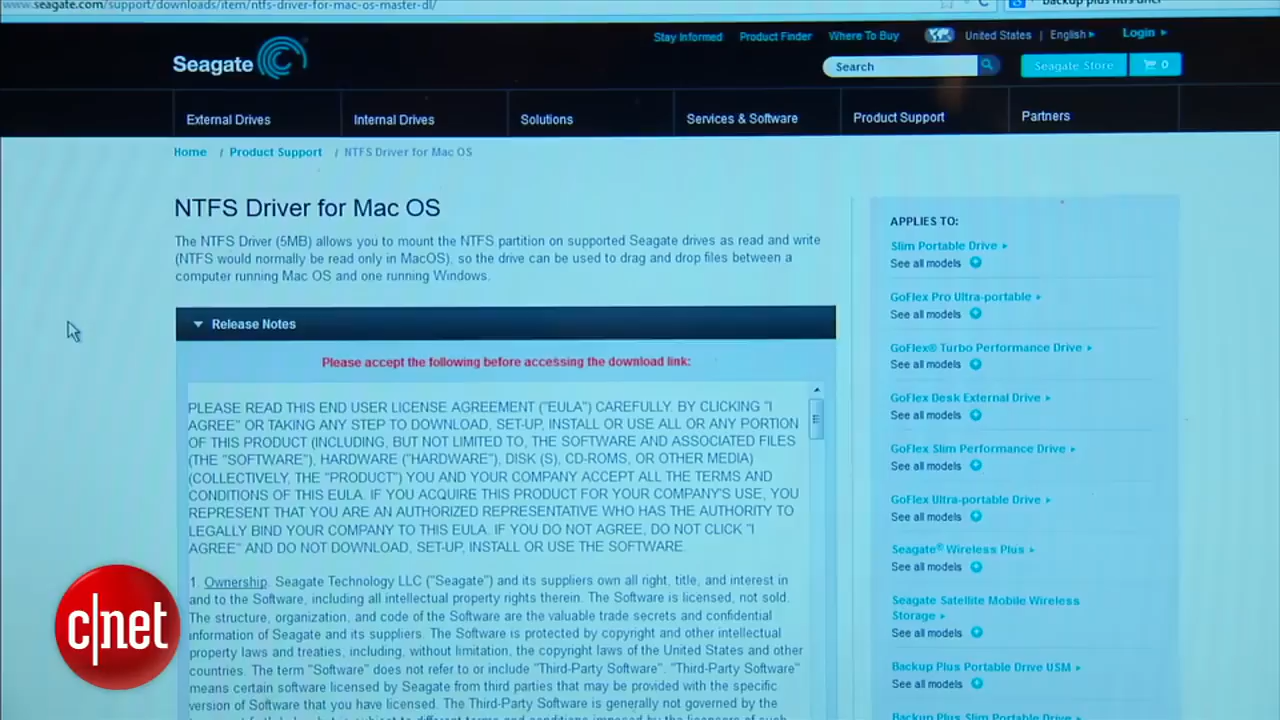 www.seagate.com/support/downloads/item/ntfs-driver-for-mac-os-master-dl/
Stay Informed Product Finder Where To Buy United States | English Login
Seagate
Search
Seagate Store 0
External Drives Internal Drives Solutions Services & Software Product Support Partners
Home / Product Support / NTFS Driver for Mac OS
NTFS Driver for Mac OS
The NTFS Driver (5MB) allows you to mount the NTFS partition on supported Seagate drives as read and write
(NTFS would normally be read only in MacOS), so the drive can be used to drag and drop files between a
computer running Mac OS and one running Windows.
Release Notes
Please accept the following before accessing the download link:
PLEASE READ THIS END USER LICENSE AGREEMENT ("EULA") CAREFULLY. BY CLICKING "I
AGREE" OR TAKING ANY STEP TO DOWNLOAD, SET-UP, INSTALL OR USE ALL OR ANY PORTION
OF THIS PRODUCT (INCLUDING, BUT NOT LIMITED TO, THE SOFTWARE AND ASSOCIATED FILES
(THE "SOFTWARE"), HARDWARE ("HARDWARE"), DISK (S), CD-ROMS, OR OTHER MEDIA)
(COLLECTIVELY, THE "PRODUCT") YOU AND YOUR COMPANY ACCEPT ALL THE TERMS AND
CONDITIONS OF THIS EULA. IF YOU ACQUIRE THIS PRODUCT FOR YOUR COMPANY'S USE, YOU
REPRESENT THAT YOU ARE AN AUTHORIZED REPRESENTATIVE WHO HAS THE AUTHORITY TO
LEGALLY BIND YOUR COMPANY TO THIS EULA. IF YOU DO NOT AGREE, DO NOT CLICK "I
AGREE" AND DO NOT DOWNLOAD, SET-UP, INSTALL OR USE THE SOFTWARE.
1. Ownership. Seagate Technology LLC ("Seagate") and its suppliers own all right, title, and interest in
and to the Software, including all intellectual property rights therein. The Software is licensed, not sold.
The structure, organization, and code of the Software are the valuable trade secrets and confidential
information of Seagate and its suppliers. The Software is protected by copyright and other intellectual
property laws and treaties, including, without limitation, the copyright laws of the United States and other
countries. The term "Software" does not refer to or include "Third-Party Software". "Third-Party Software"
means certain software licensed by Seagate from third parties that may be provided with the specific
version of Software that you have licensed. The Third-Party Software is generally not governed by the
APPLIES TO:
Slim Portable Drive
See all models
GoFlex Pro Ultra-portable
See all models
GoFlex® Turbo Performance Drive
See all models
GoFlex Desk External Drive
See all models
GoFlex Slim Performance Drive
See all models
GoFlex Ultra-portable Drive
See all models
Seagate® Wireless Plus
See all models
Seagate Satellite Mobile Wireless
Storage
See all models
Backup Plus Portable Drive USM
See all models
Backup Plus Slim Portable Drive
c|net